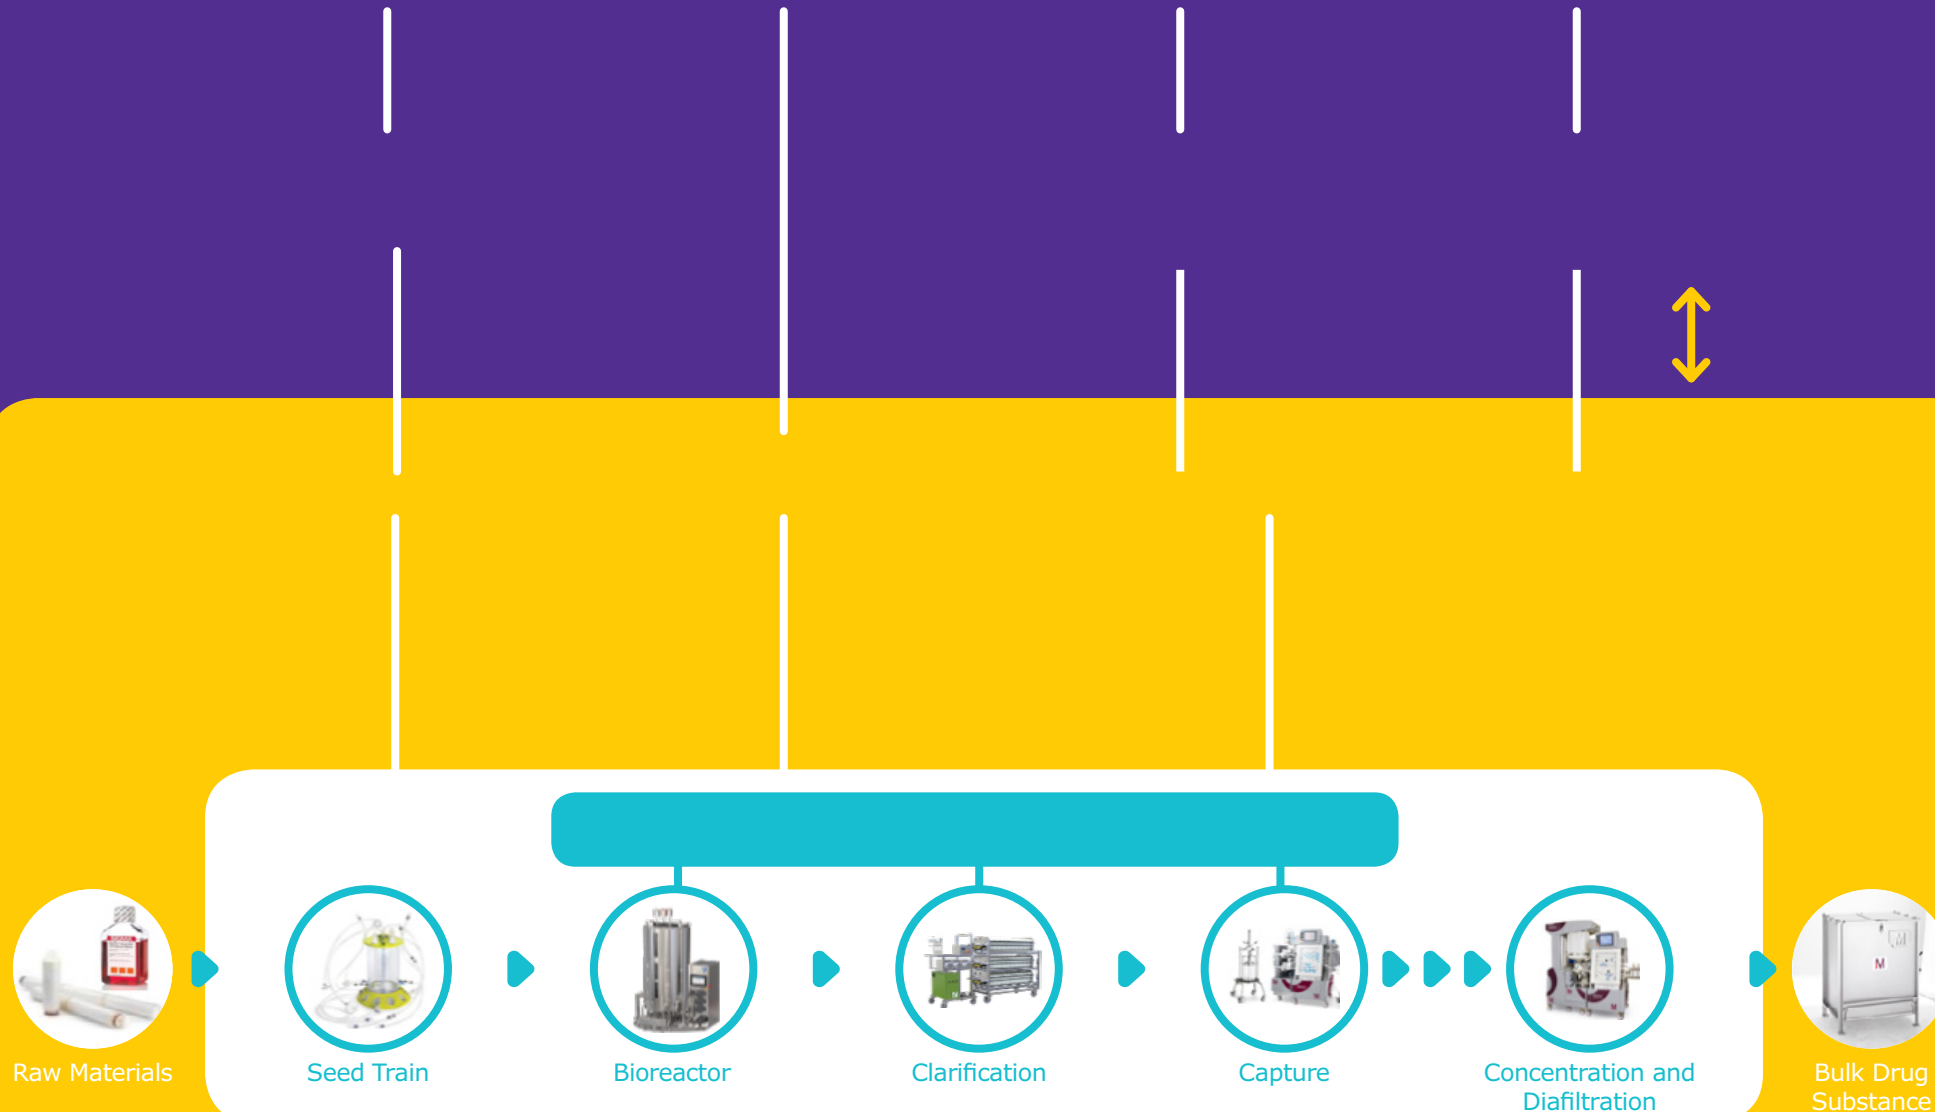 Raw Materials
Seed Train
Bioreactor
Clarification
Capture
Concentration and
Diafiltration
Bulk Drug
Substance
M